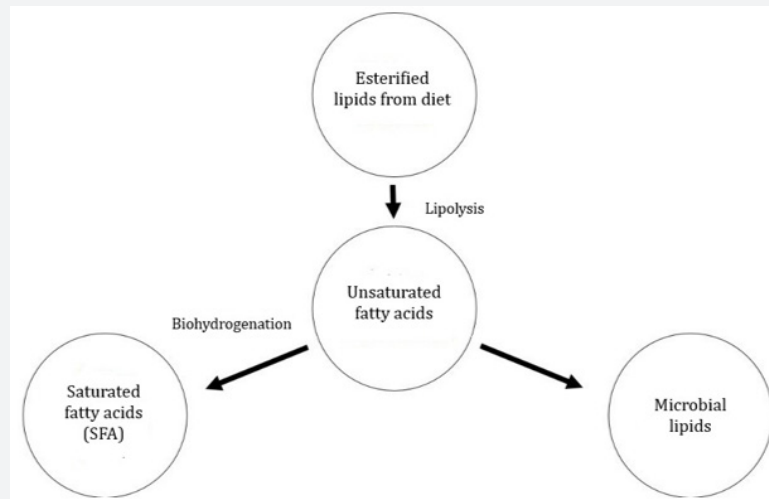 Esterified
lipids from diet
Lipolysis
Unsaturated
fatty acids
Biohydrogenation
Saturated
fatty acids
(SFA)
Microbial
lipids